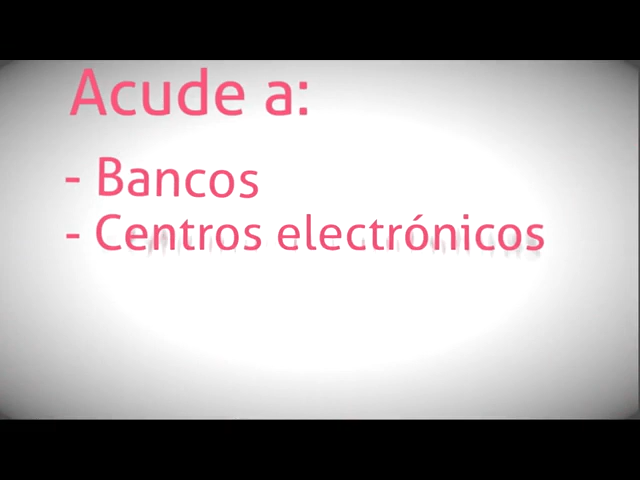 Acude a:
- Bancos
- Centros electrónicos